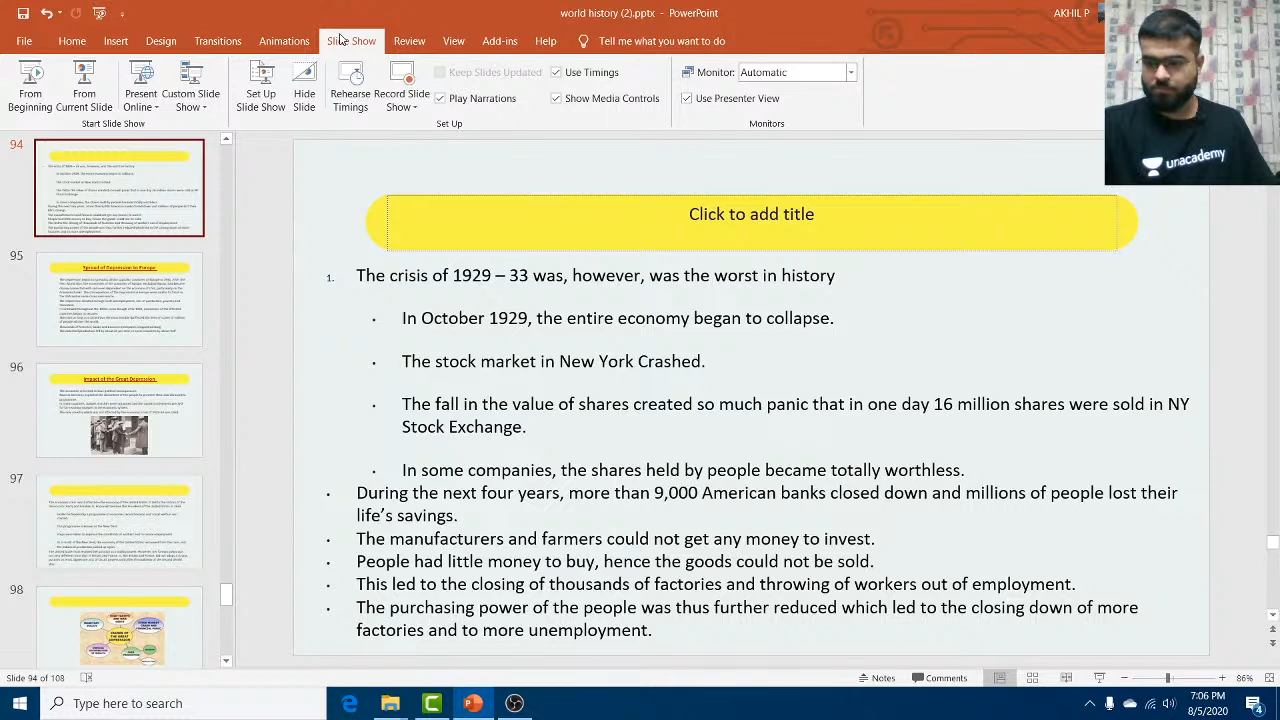 world history (2).pptx - PowerPoint
AKHIL P
File Home Insert Design Transitions Animations Slide Show Review View Add-ins Help Tell me what you want to do
From Beginning
From Current Slide
Present Online
Custom Slide Show
Set Up Slide Show
Hide Slide
Rehearse Timings
Record Slide Show
Keep Slides Updated
Play Narrations
Use Timings
Show Media Controls
Monitor: Automatic
Use Presenter View
Start Slide Show
Set Up
Monitors
unacademy
94
95
Spread of Depression to Europe
96
Impact of the Great Depression
97
98
Click to add title
1. The crisis of 1929 – 33 was, however, was the worst in history
• In October 1929, the entire economy began to collapse.
• The stock market in New York Crashed.
• The fall in the value of shares created so much panic that in one day 16 million shares were sold in NY
Stock Exchange.
• In some companies, the shares held by people became totally worthless.
• During the next four years, more than 9,000 American banks closed down and millions of people lost their
life’s savings.
• The manufacturers and farmers could not get any money to invest.
• People had little money to buy, hence the goods could not be sold.
• This led to the closing of thousands of factories and throwing of workers out of employment.
• The purchasing power of the people was thus further reduced which led to the closing down of more
factories and to more unemployment.
Slide 94 of 108
Notes
Comments
86%
Type here to search
7:06 PM
8/5/2020